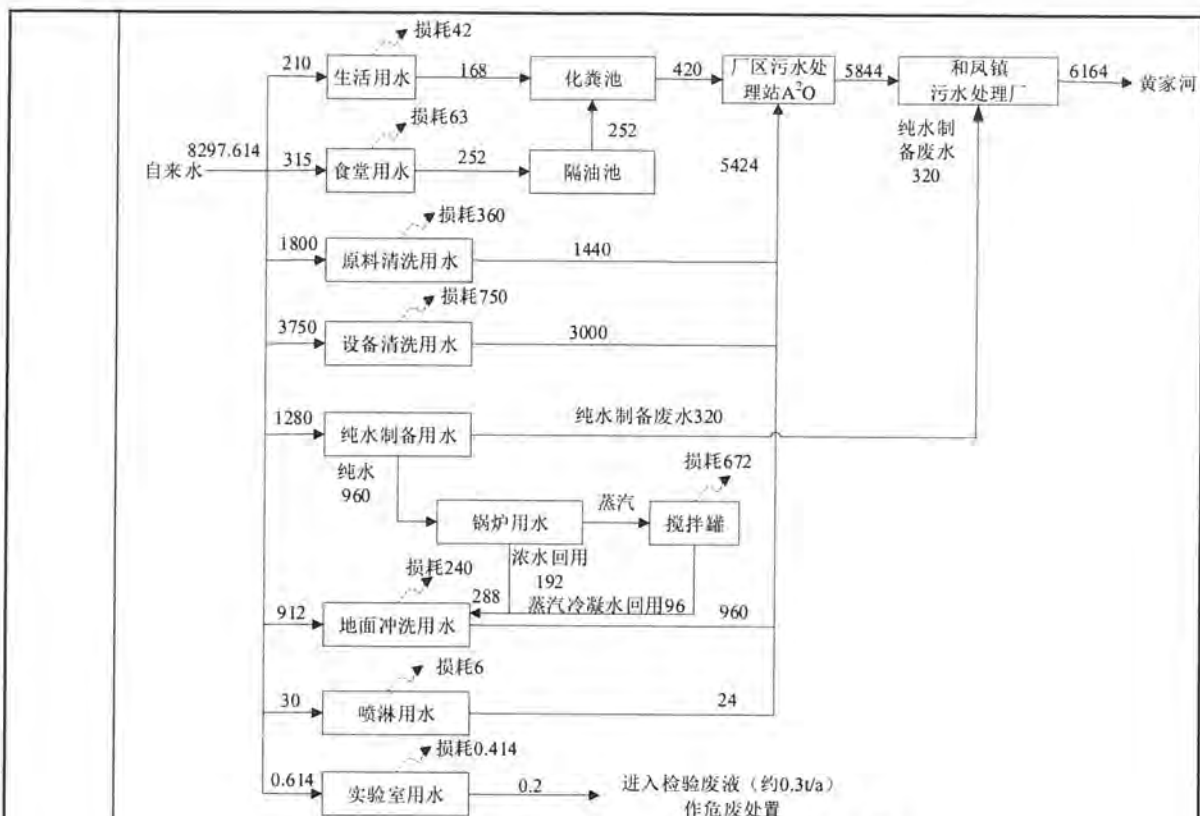 损耗42
210
生活用水
168
化粪池
420
厂区污水处
理站A²O
5844
和凤镇
污水处理厂
6164
黄家河
损耗63
252
纯水制
备废水
320
8297.614
自来水
315
食堂用水
252
隔油池
5424
损耗360
1800
原料清洗用水
1440
损耗750
3750
设备清洗用水
3000
1280
纯水制备用水
纯水制备废水320
纯水
960
损耗672
锅炉用水
蒸汽
搅拌罐
浓水回用
192
损耗240
288
蒸汽冷凝水回用96
912
地面冲洗用水
960
损耗6
30
喷淋用水
24
损耗0.414
0.614
实验室用水
0.2
进入检验废液（约0.3t/a）
作危废处置